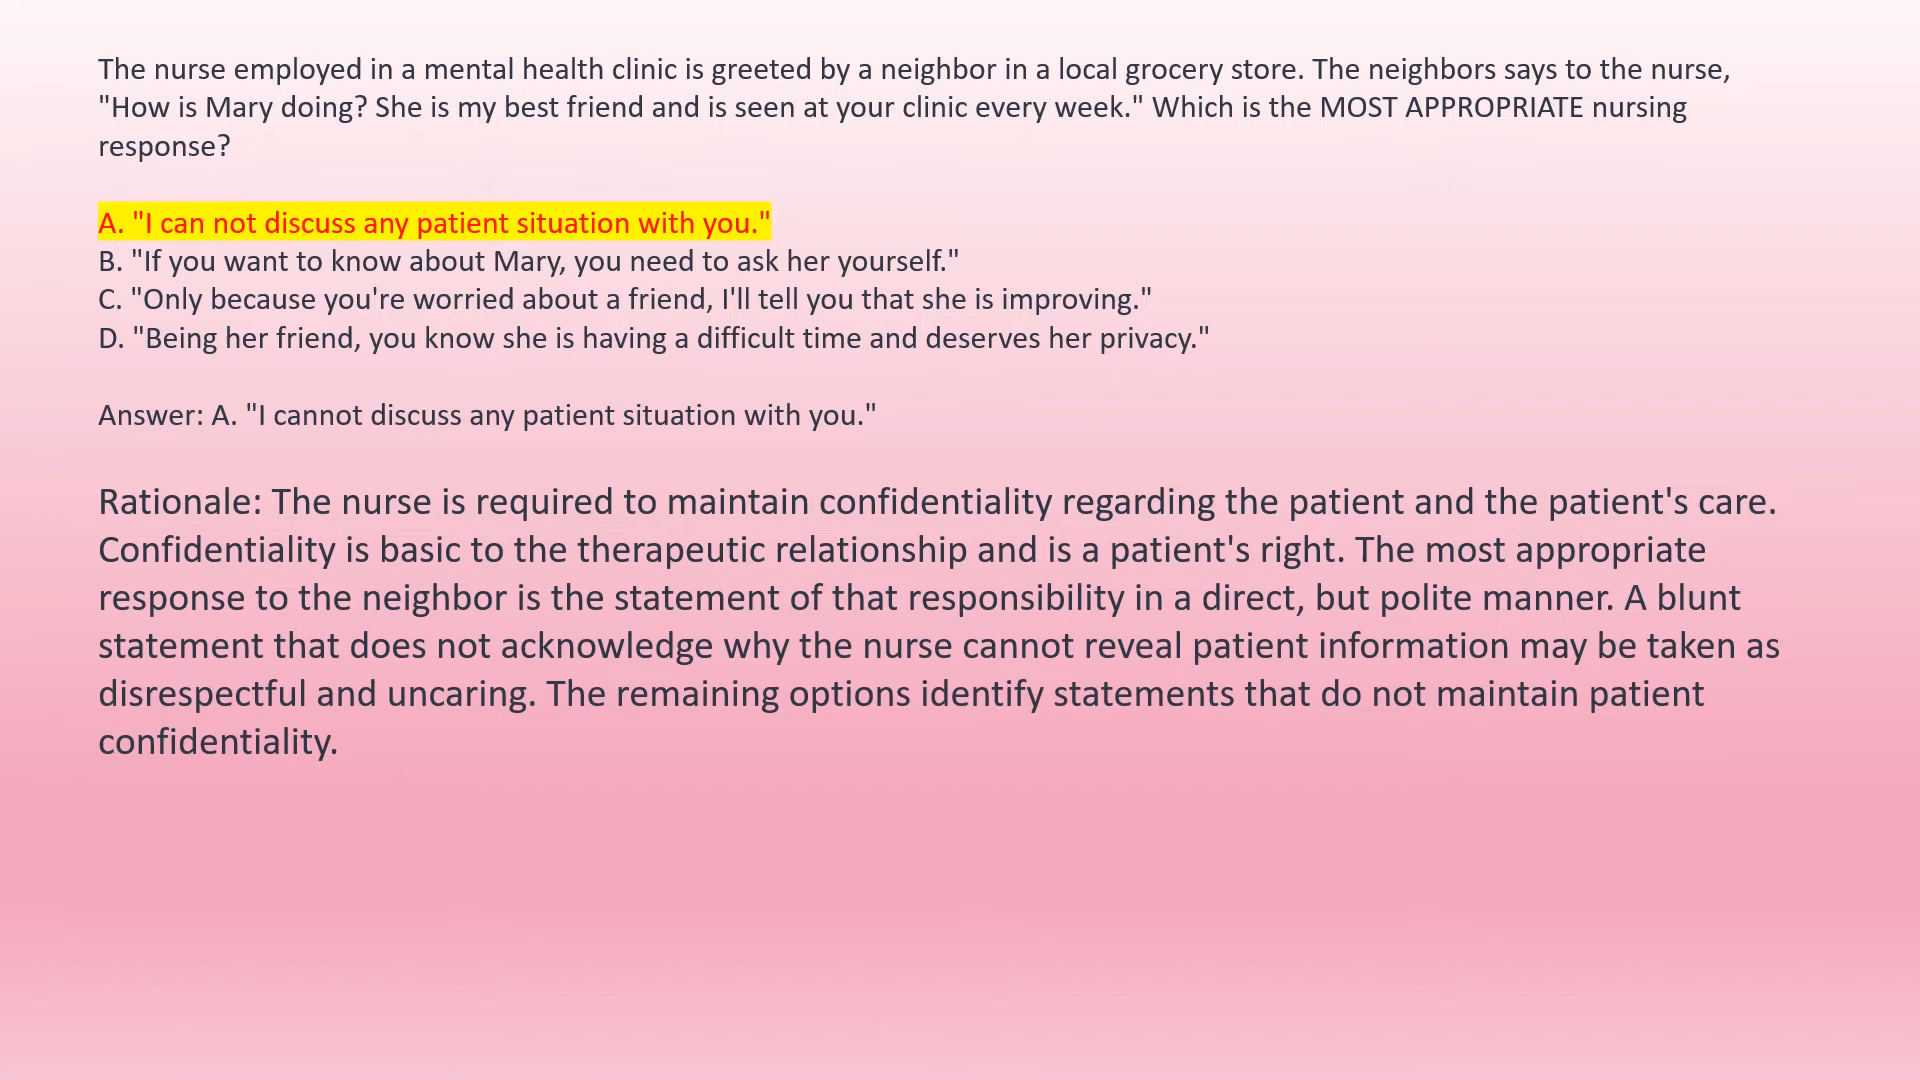 The nurse employed in a mental health clinic is greeted by a neighbor in a local grocery store. The neighbors says to the nurse,
"How is Mary doing? She is my best friend and is seen at your clinic every week." Which is the MOST APPROPRIATE nursing
response?
A. "I can not discuss any patient situation with you."
B. "If you want to know about Mary, you need to ask her yourself."
C. "Only because you're worried about a friend, I'll tell you that she is improving."
D. "Being her friend, you know she is having a difficult time and deserves her privacy."
Answer: A. "I cannot discuss any patient situation with you."
Rationale: The nurse is required to maintain confidentiality regarding the patient and the patient's care.
Confidentiality is basic to the therapeutic relationship and is a patient's right. The most appropriate
response to the neighbor is the statement of that responsibility in a direct, but polite manner. A blunt
statement that does not acknowledge why the nurse cannot reveal patient information may be taken as
disrespectful and uncaring. The remaining options identify statements that do not maintain patient
confidentiality.